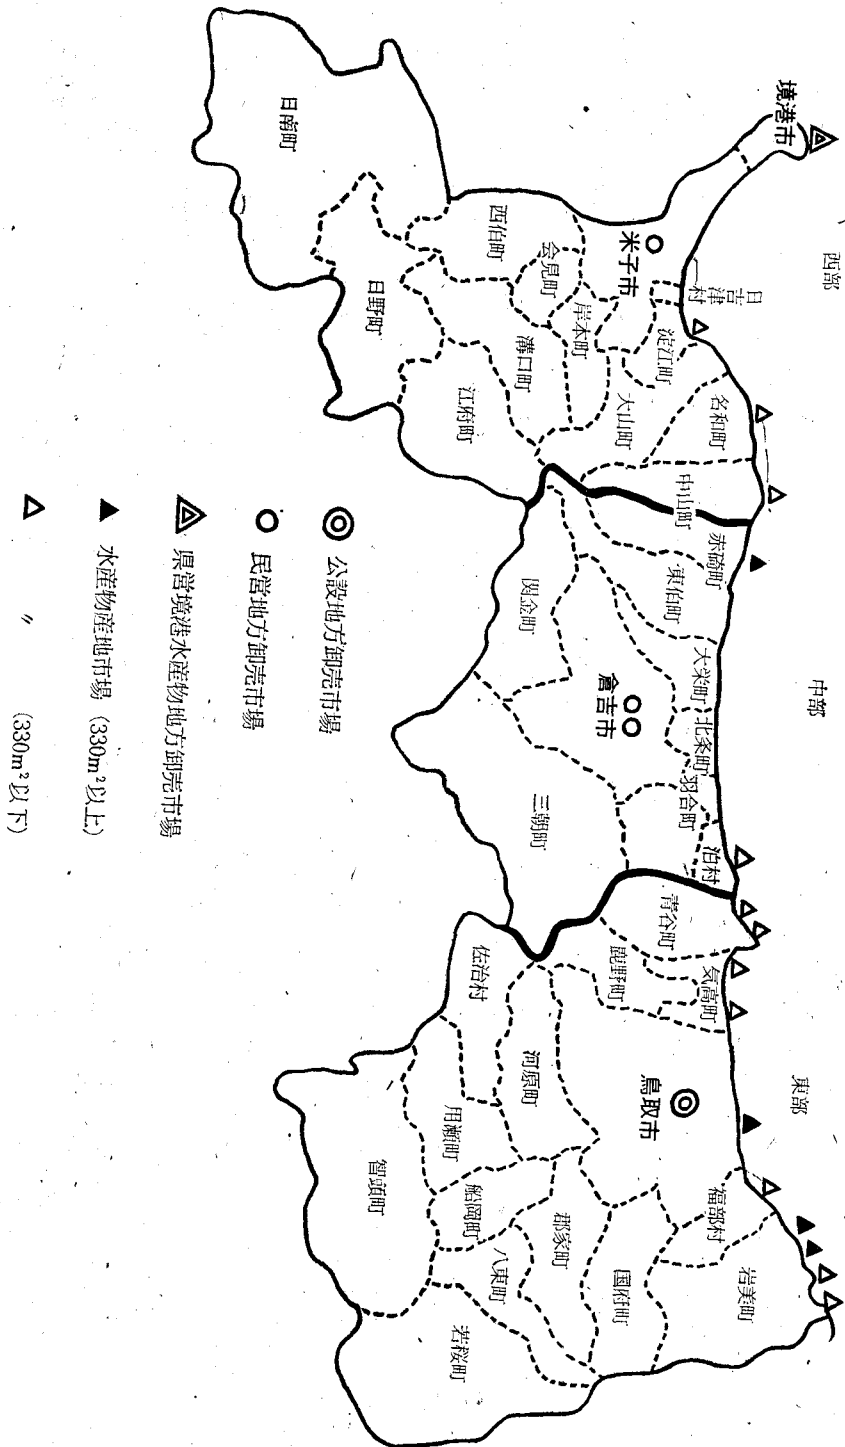 西部
中部
東部
境港市
米子市
日吉津村
淀江町
名和町
大山町
中山町
岸本町
会見町
西伯町
溝口町
江府町
日野町
日南町
赤碕町
東伯町
大栄町
北条町
羽合町
泊村
倉吉市
関金町
三朝町
青谷町
気高町
鹿野町
鳥取市
福部村
岩美町
国府町
郡家町
河原町
佐治村
用瀬町
船岡町
八東町
若桜町
智頭町
公設地方卸売市場
民営地方卸売市場
県営境港水産物地方卸売市場
水産物産地市場 (330m²以上)
〃 (330m²以下)